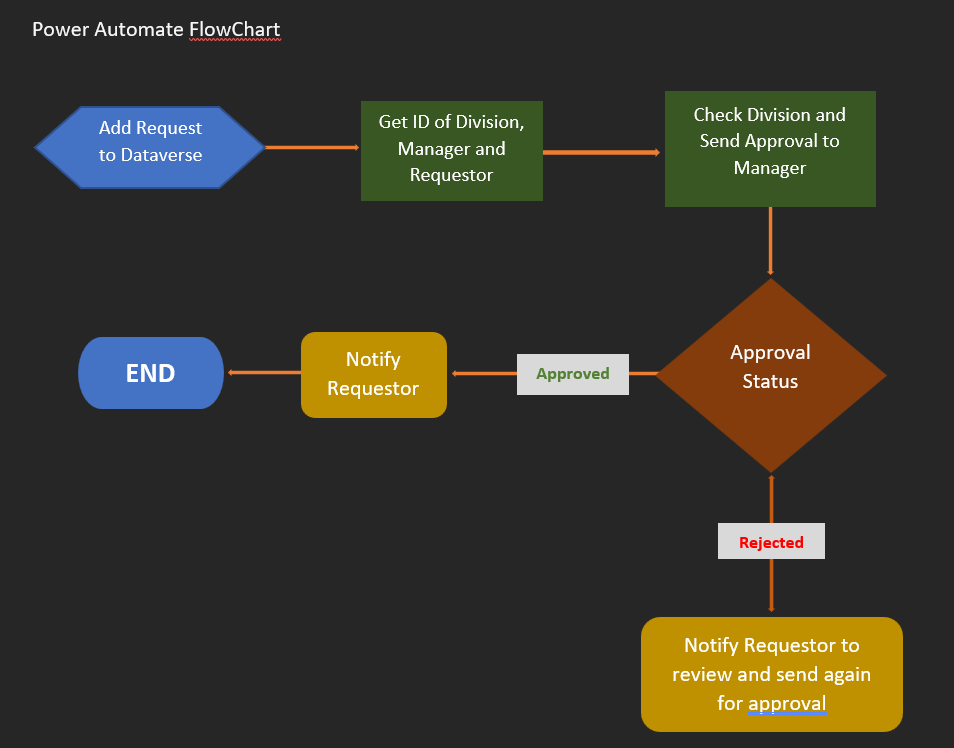 Power Automate FlowChart
Add Request
to Dataverse
Get ID of Division,
Manager and
Requestor
Check Division and
Send Approval to
Manager
Approval
Status
Approved
Notify
Requestor
END
Rejected
Notify Requestor to
review and send again
for approval